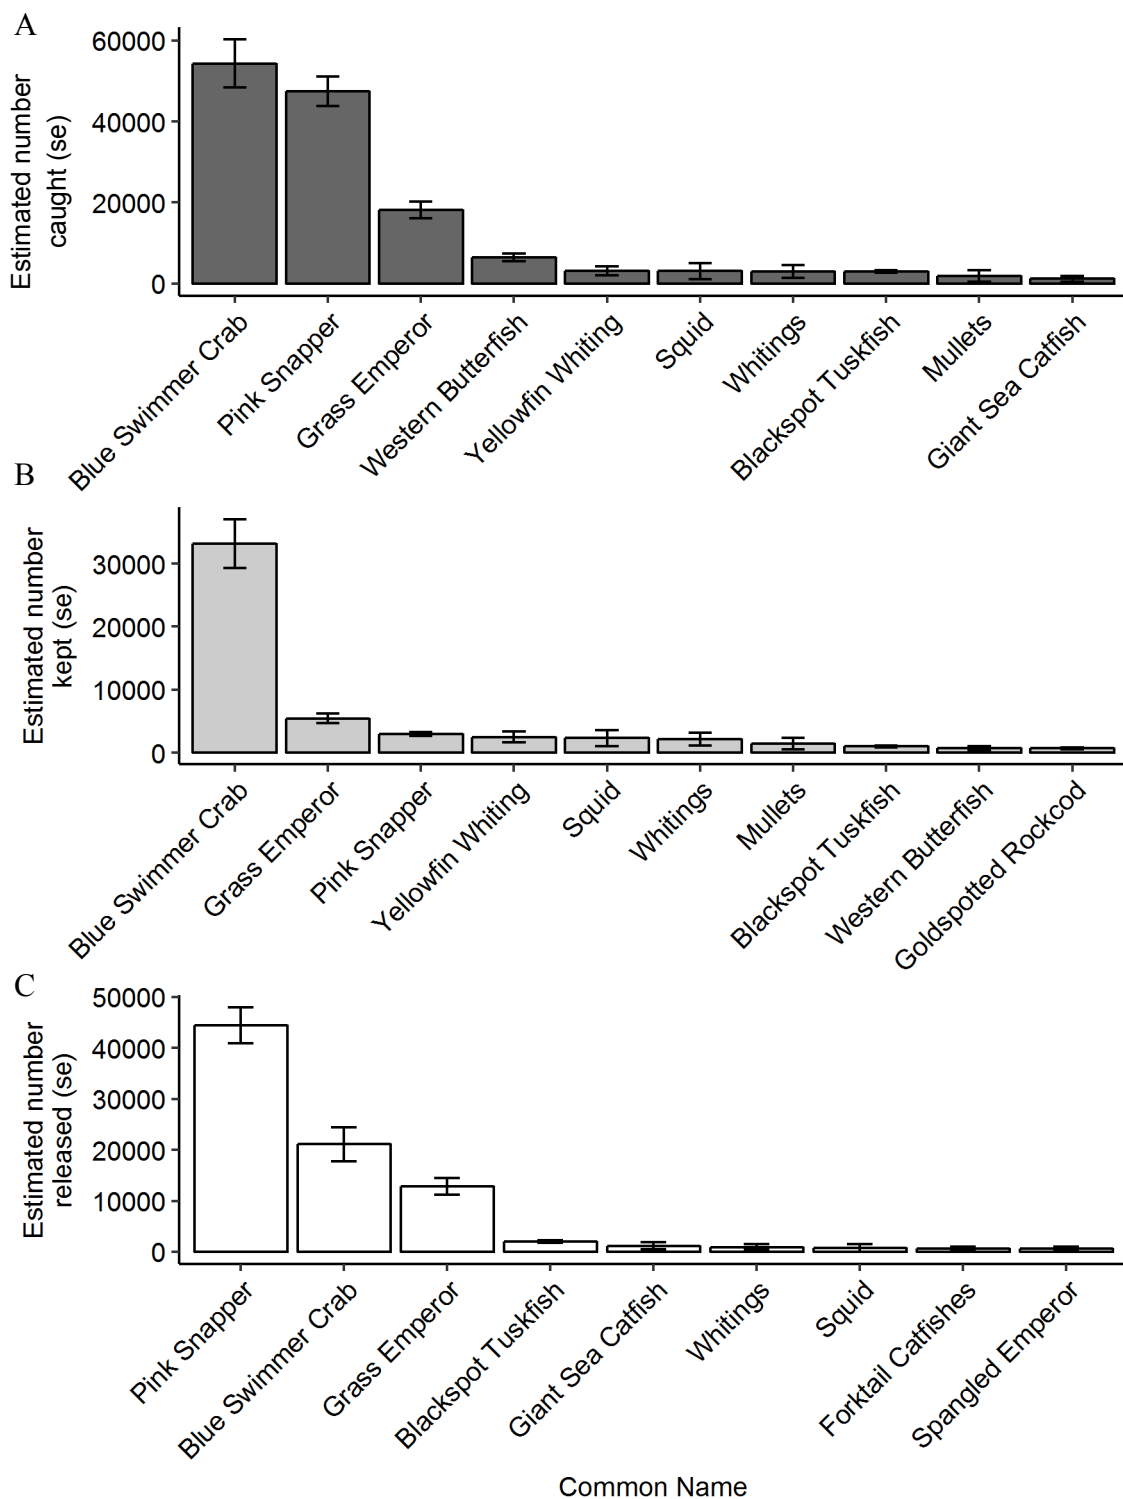 A
Estimated number
caught (se)
60000
40000
20000
0
Blue Swimmer Crab
Pink Snapper
Grass Emperor
Western Butterfish
Yellowfin Whiting
Squid
Whitings
Blackspot Tuskfish
Mullets
Giant Sea Catfish
B
Estimated number
kept (se)
30000
20000
10000
0
Blue Swimmer Crab
Grass Emperor
Pink Snapper
Yellowfin Whiting
Squid
Whitings
Mullets
Blackspot Tuskfish
Western Butterfish
Goldspotted Rockcod
C
Estimated number
released (se)
50000
40000
30000
20000
10000
0
Pink Snapper
Blue Swimmer Crab
Grass Emperor
Blackspot Tuskfish
Giant Sea Catfish
Whitings
Squid
Forktail Catfishes
Spangled Emperor
Common Name